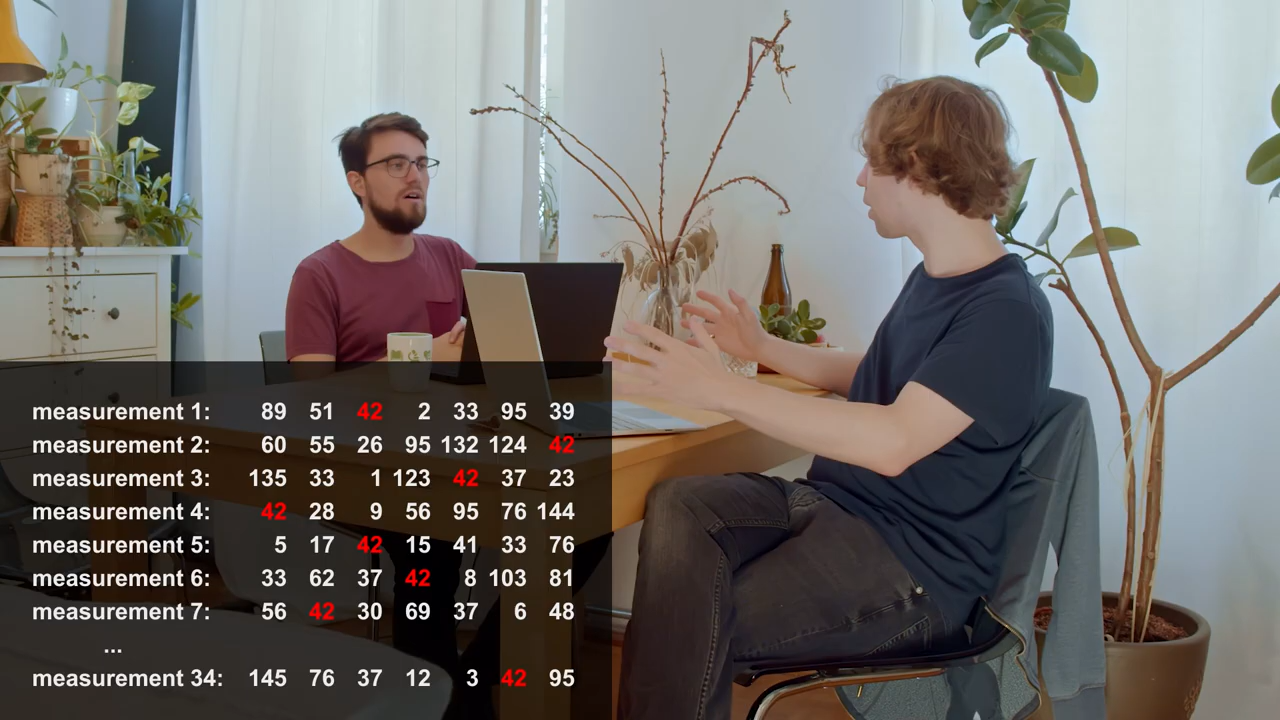 measurement 1: 89 51 42 2 33 95 39
measurement 2: 60 55 26 95 132 124 42
measurement 3: 135 33 1 123 42 37 23
measurement 4: 42 28 9 56 95 76 144
measurement 5: 5 17 42 15 41 33 76
measurement 6: 33 62 37 42 8 103 81
measurement 7: 56 42 30 69 37 6 48
...
measurement 34: 145 76 37 12 3 42 95